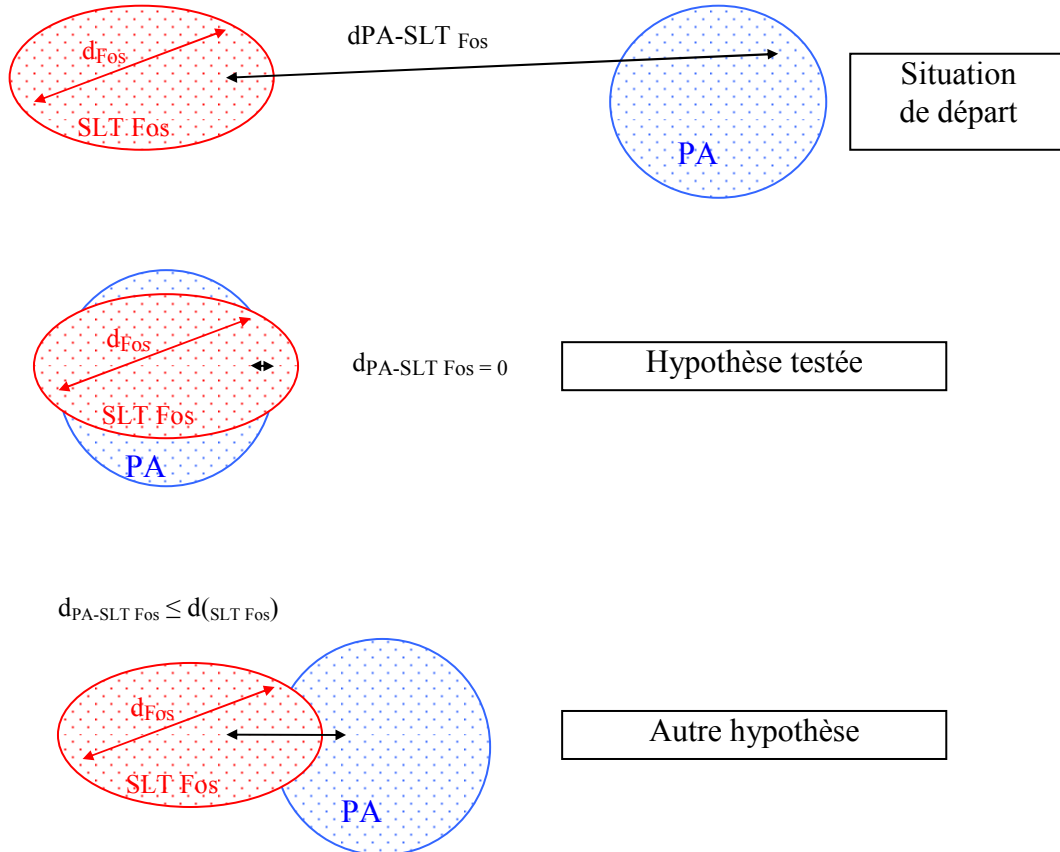 dPA-SLT Fos
dFos
SLT Fos
PA
Situation
de départ
dFos
SLT Fos
PA
dPA-SLT Fos = 0
Hypothèse testée
dPA-SLT Fos ≤ d(SLT Fos)
dFos
SLT Fos
PA
Autre hypothèse